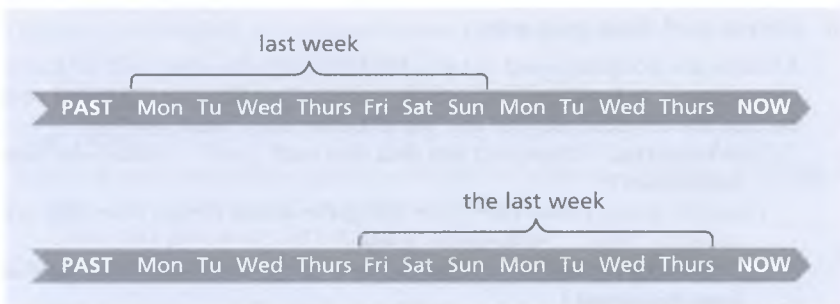 last week
PAST Mon Tu Wed Thurs Fri Sat Sun Mon Tu Wed Thurs NOW
the last week
PAST Mon Tu Wed Thurs Fri Sat Sun Mon Tu Wed Thurs NOW